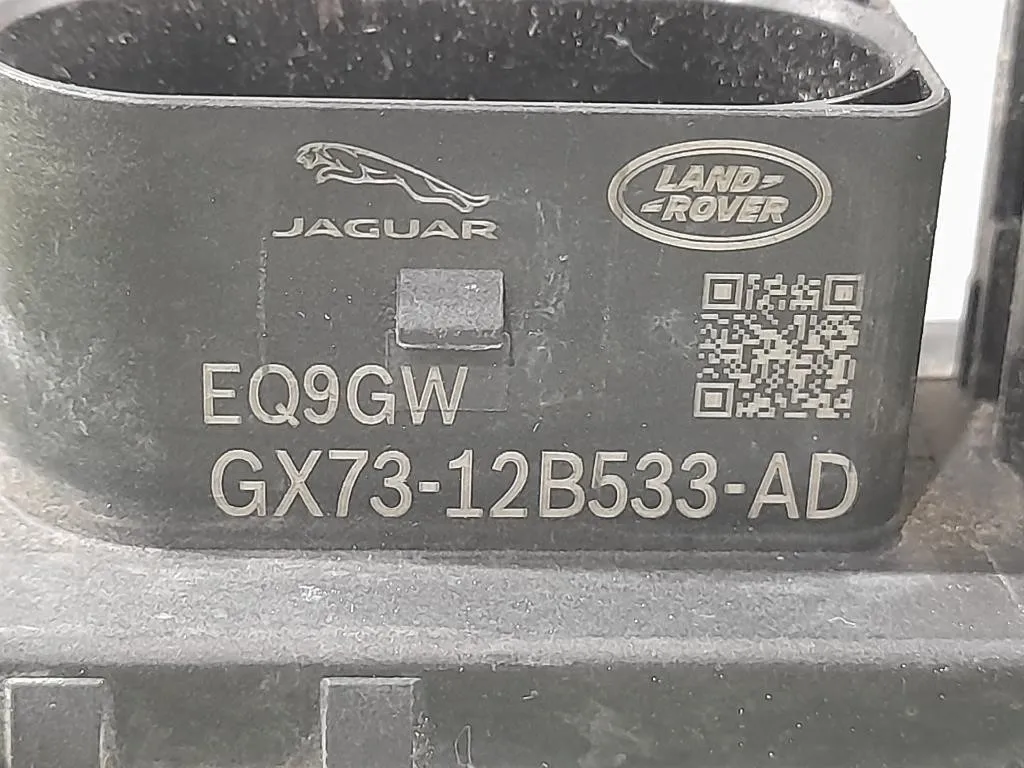 JAGUAR
LAND
ROVER
EQ9GW
GX73-12B533-AD